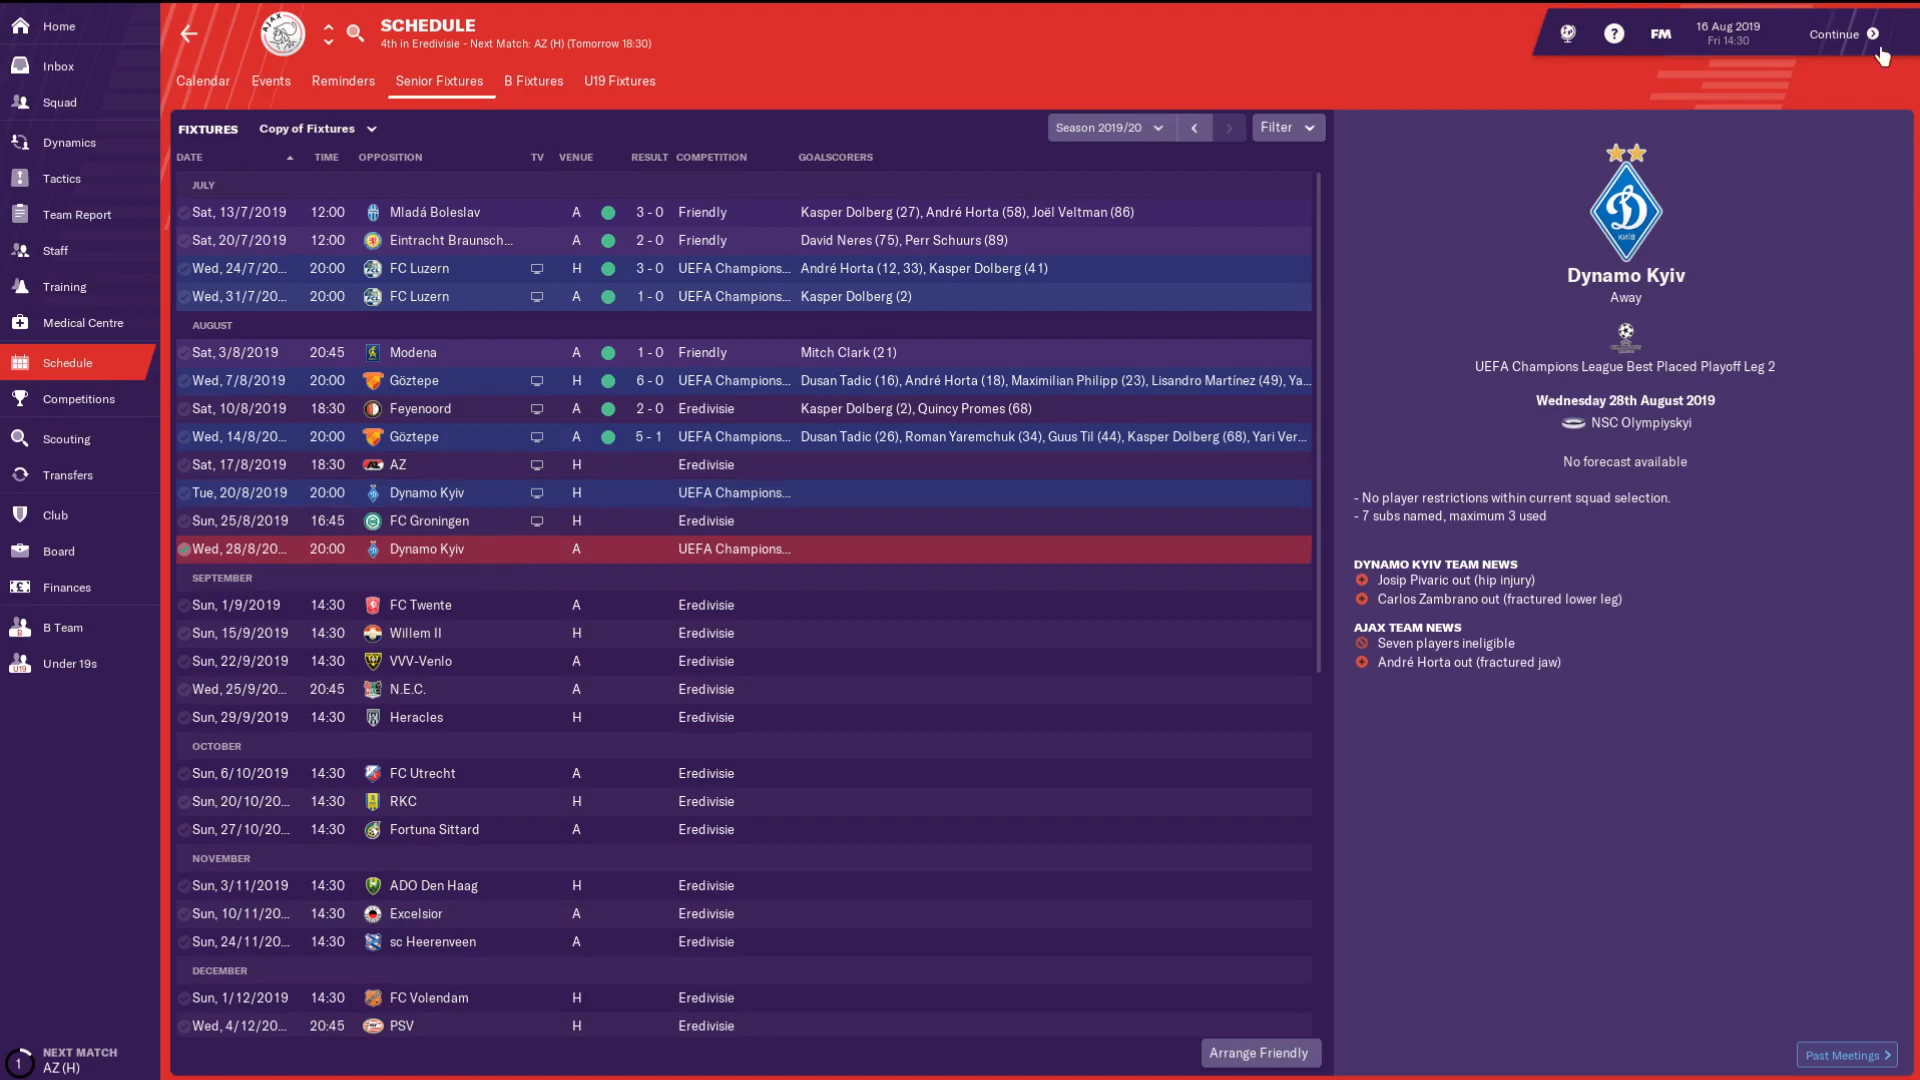 Home
Inbox
Squad
Dynamics
Tactics
Team Report
Staff
Training
Medical Centre
Schedule
Competitions
Scouting
Transfers
Club
Board
Finances
B Team
Under 19s
1 NEXT MATCH
AZ (H)
AJAX
SCHEDULE
4th in Eredivisie - Next Match: AZ (H) (Tomorrow 18:30)
? FM 16 Aug 2019 Fri 14:30 Continue
Calendar Events Reminders Senior Fixtures B Fixtures U19 Fixtures
FIXTURES Copy of Fixtures Season 2019/20 Filter
DATE TIME OPPOSITION TV VENUE RESULT COMPETITION GOALSCORERS
JULY
Sat, 13/7/2019 12:00 Mladá Boleslav A 3 - 0 Friendly Kasper Dolberg (27), André Horta (58), Joël Veltman (86)
Sat, 20/7/2019 12:00 Eintracht Braunsch... A 2 - 0 Friendly David Neres (75), Perr Schuurs (89)
Wed, 24/7/20... 20:00 FC Luzern H 3 - 0 UEFA Champions... André Horta (12, 33), Kasper Dolberg (41)
Wed, 31/7/20... 20:00 FC Luzern A 1 - 0 UEFA Champions... Kasper Dolberg (2)
AUGUST
Sat, 3/8/2019 20:45 Modena A 1 - 0 Friendly Mitch Clark (21)
Wed, 7/8/2019 20:00 Göztepe H 6 - 0 UEFA Champions... Dusan Tadic (16), André Horta (18), Maximilian Philipp (23), Lisandro Martínez (49), Ya...
Sat, 10/8/2019 18:30 Feyenoord A 2 - 0 Eredivisie Kasper Dolberg (2), Quincy Promes (68)
Wed, 14/8/20... 20:00 Göztepe A 5 - 1 UEFA Champions... Dusan Tadic (26), Roman Yaremchuk (34), Guus Til (44), Kasper Dolberg (68), Yari Ver...
Sat, 17/8/2019 18:30 AZ H Eredivisie
Tue, 20/8/2019 20:00 Dynamo Kyiv H UEFA Champions...
Sun, 25/8/2019 16:45 FC Groningen H Eredivisie
Wed, 28/8/20... 20:00 Dynamo Kyiv A UEFA Champions...
SEPTEMBER
Sun, 1/9/2019 14:30 FC Twente A Eredivisie
Sun, 15/9/2019 14:30 Willem II H Eredivisie
Sun, 22/9/2019 14:30 VVV-Venlo A Eredivisie
Wed, 25/9/20... 20:45 N.E.C. A Eredivisie
Sun, 29/9/2019 14:30 Heracles H Eredivisie
OCTOBER
Sun, 6/10/2019 14:30 FC Utrecht A Eredivisie
Sun, 20/10/20... 14:30 RKC H Eredivisie
Sun, 27/10/20... 14:30 Fortuna Sittard A Eredivisie
NOVEMBER
Sun, 3/11/2019 14:30 ADO Den Haag H Eredivisie
Sun, 10/11/20... 14:30 Excelsior A Eredivisie
Sun, 24/11/20... 14:30 sc Heerenveen A Eredivisie
DECEMBER
Sun, 1/12/2019 14:30 FC Volendam H Eredivisie
Wed, 4/12/20... 20:45 PSV H Eredivisie
Arrange Friendly
Dynamo Kyiv
Away
UEFA Champions League Best Placed Playoff Leg 2
Wednesday 28th August 2019
NSC Olympiyskyi
No forecast available
- No player restrictions within current squad selection.
- 7 subs named, maximum 3 used
DYNAMO KYIV TEAM NEWS
Josip Pivaric out (hip injury)
Carlos Zambrano out (fractured lower leg)
AJAX TEAM NEWS
Seven players ineligible
André Horta out (fractured jaw)
Past Meetings